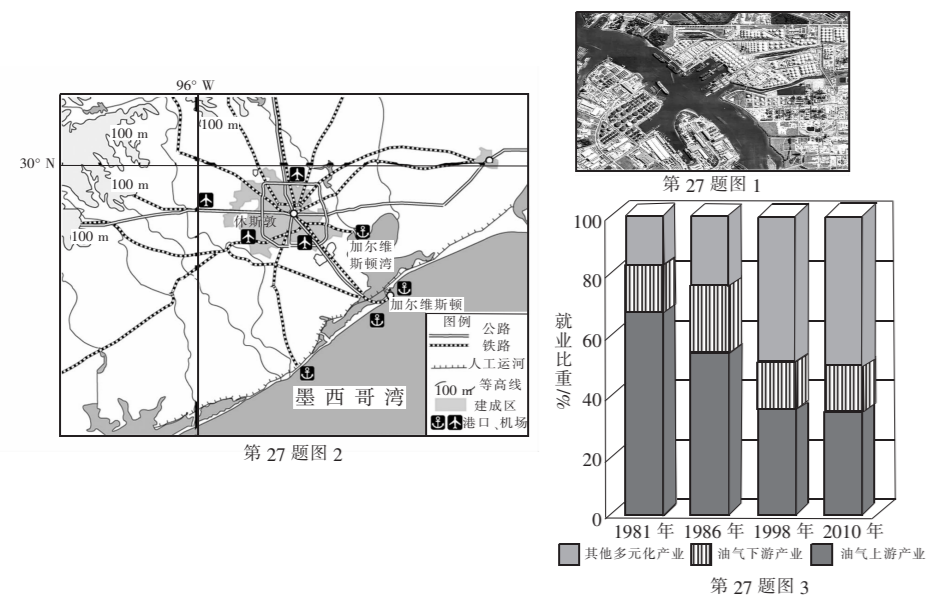 96° W
100 m
100 m
30° N
100 m
休斯敦
100 m
加尔维
斯顿湾
加尔维斯顿
图例
公路
铁路
人工运河
100 m 等高线
建成区
港口、机场
墨西哥湾
第 27 题图 2
第 27 题图 1
就业比重/%
100
80
60
40
20
0
1981 年 1986 年 1998 年 2010 年
其他多元化产业 油气下游产业 油气上游产业
第 27 题图 3